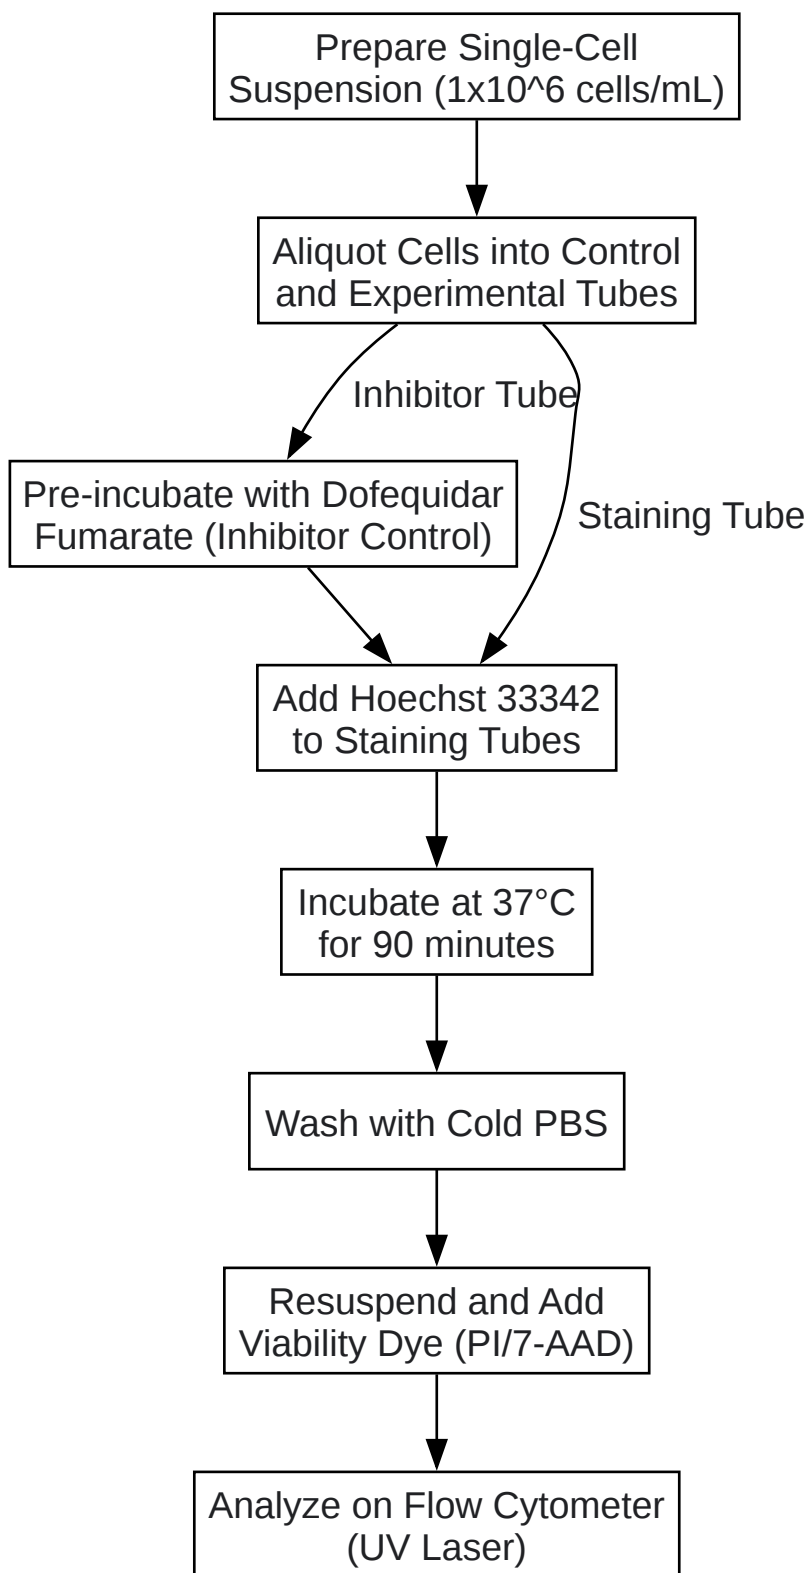 Prepare Single-Cell
Suspension (1x10^6 cells/mL)
Aliquot Cells into Control
and Experimental Tubes
Inhibitor Tube
Pre-incubate with Dofequidar
Fumarate (Inhibitor Control)
Staining Tube
Add Hoechst 33342
to Staining Tubes
Incubate at 37°C
for 90 minutes
Wash with Cold PBS
Resuspend and Add
Viability Dye (PI/7-AAD)
Analyze on Flow Cytometer
(UV Laser)